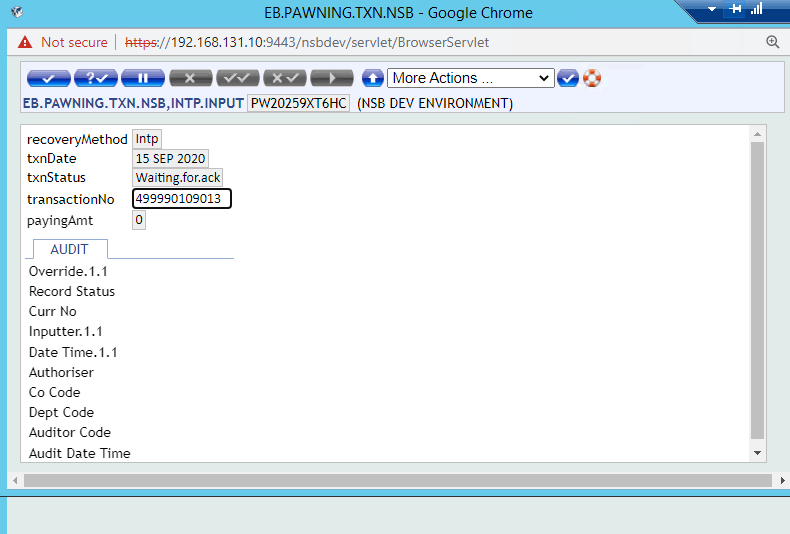 EB.PAWNING.TXN.NSB - Google Chrome
Not secure | https://192.168.131.10:9443/nsbdev/servlet/BrowserServlet
More Actions ...
EB.PAWNING.TXN.NSB,INTP.INPUT PW20259XT6HC (NSB DEV ENVIRONMENT)
recoveryMethod Intp
txnDate 15 SEP 2020
txnStatus Waiting.for.ack
transactionNo 499990109013
payingAmt 0
AUDIT
Override.1.1
Record Status
Curr No
Inputter.1.1
Date Time.1.1
Authoriser
Co Code
Dept Code
Auditor Code
Audit Date Time